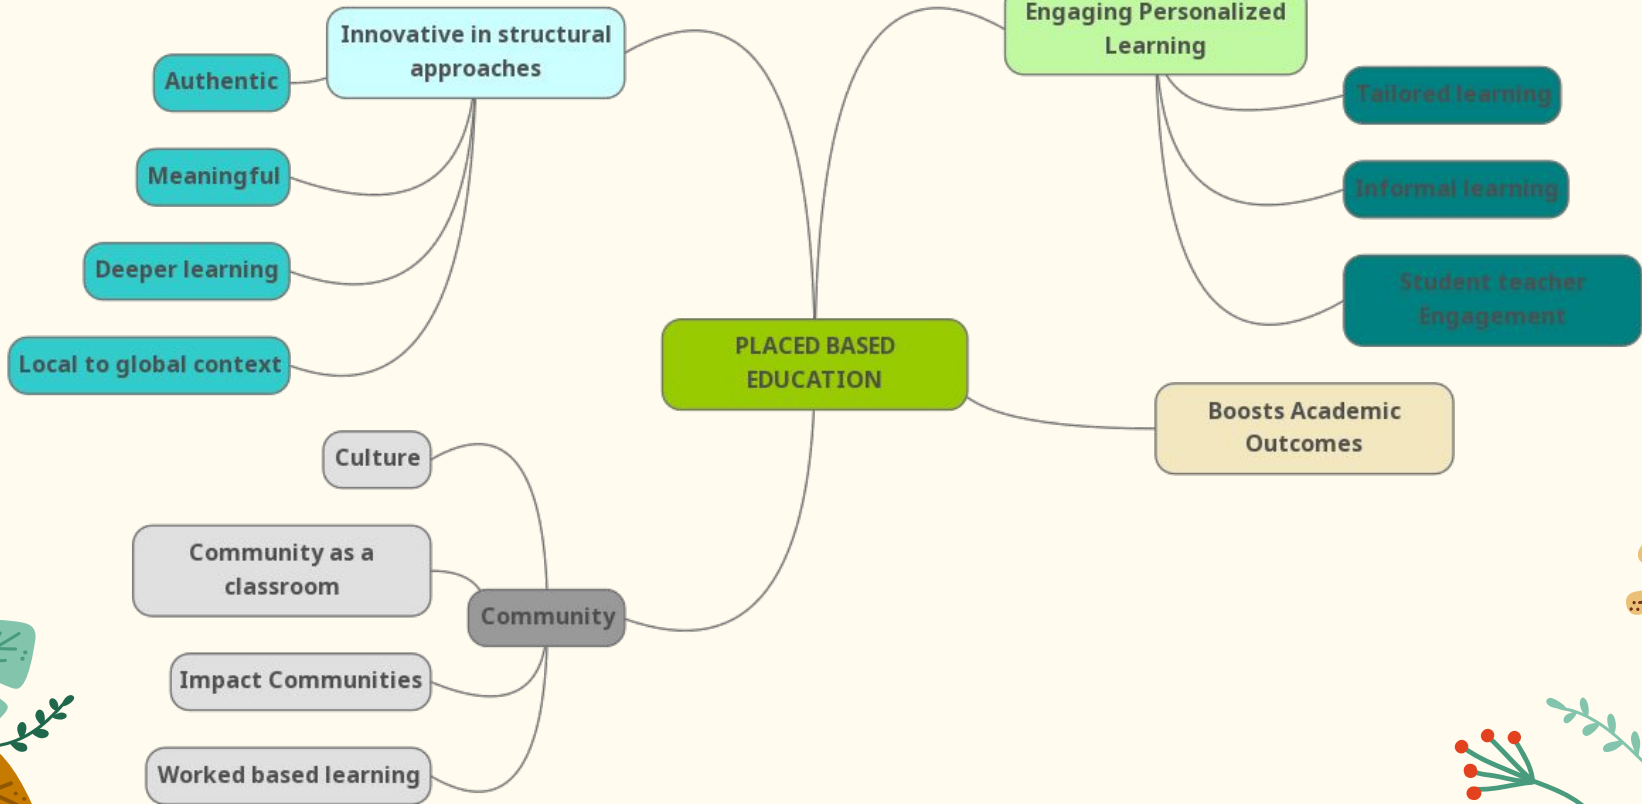 Innovative in structural
approaches
Authentic
Meaningful
Deeper learning
Local to global context
Engaging Personalized
Learning
Tailored learning
Informal learning
Student teacher
Engagement
PLACED BASED
EDUCATION
Boosts Academic
Outcomes
Culture
Community as a
classroom
Community
Impact Communities
Worked based learning